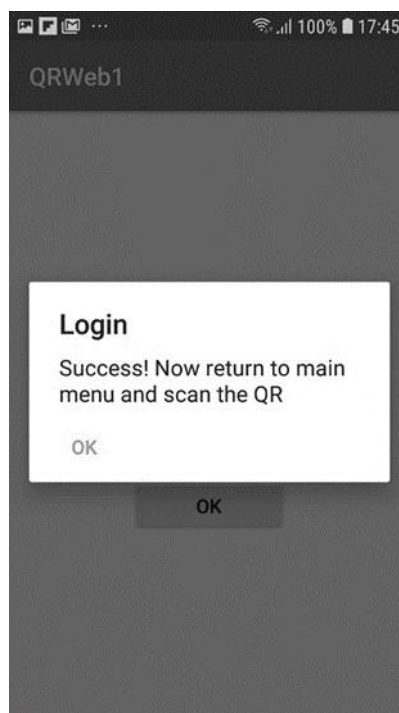 100% 17:45
QRWeb1
Login
Success! Now return to main
menu and scan the QR
OK
OK